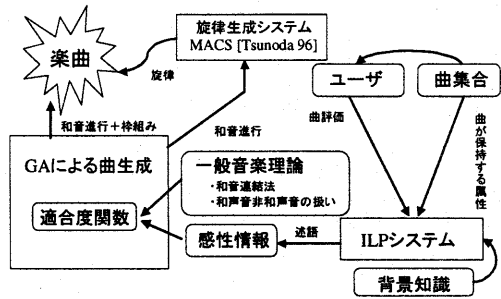 旋律生成システム
MACS [Tsunoda 96]
楽曲
旋律
ユーザ
曲集合
和音進行＋枠組み
和音進行
曲評価
曲が保持する属性
GAによる曲生成
一般音楽理論
・和音連結法
・和声音非和声音の扱い
適合度関数
感性情報
述語
ILPシステム
背景知識